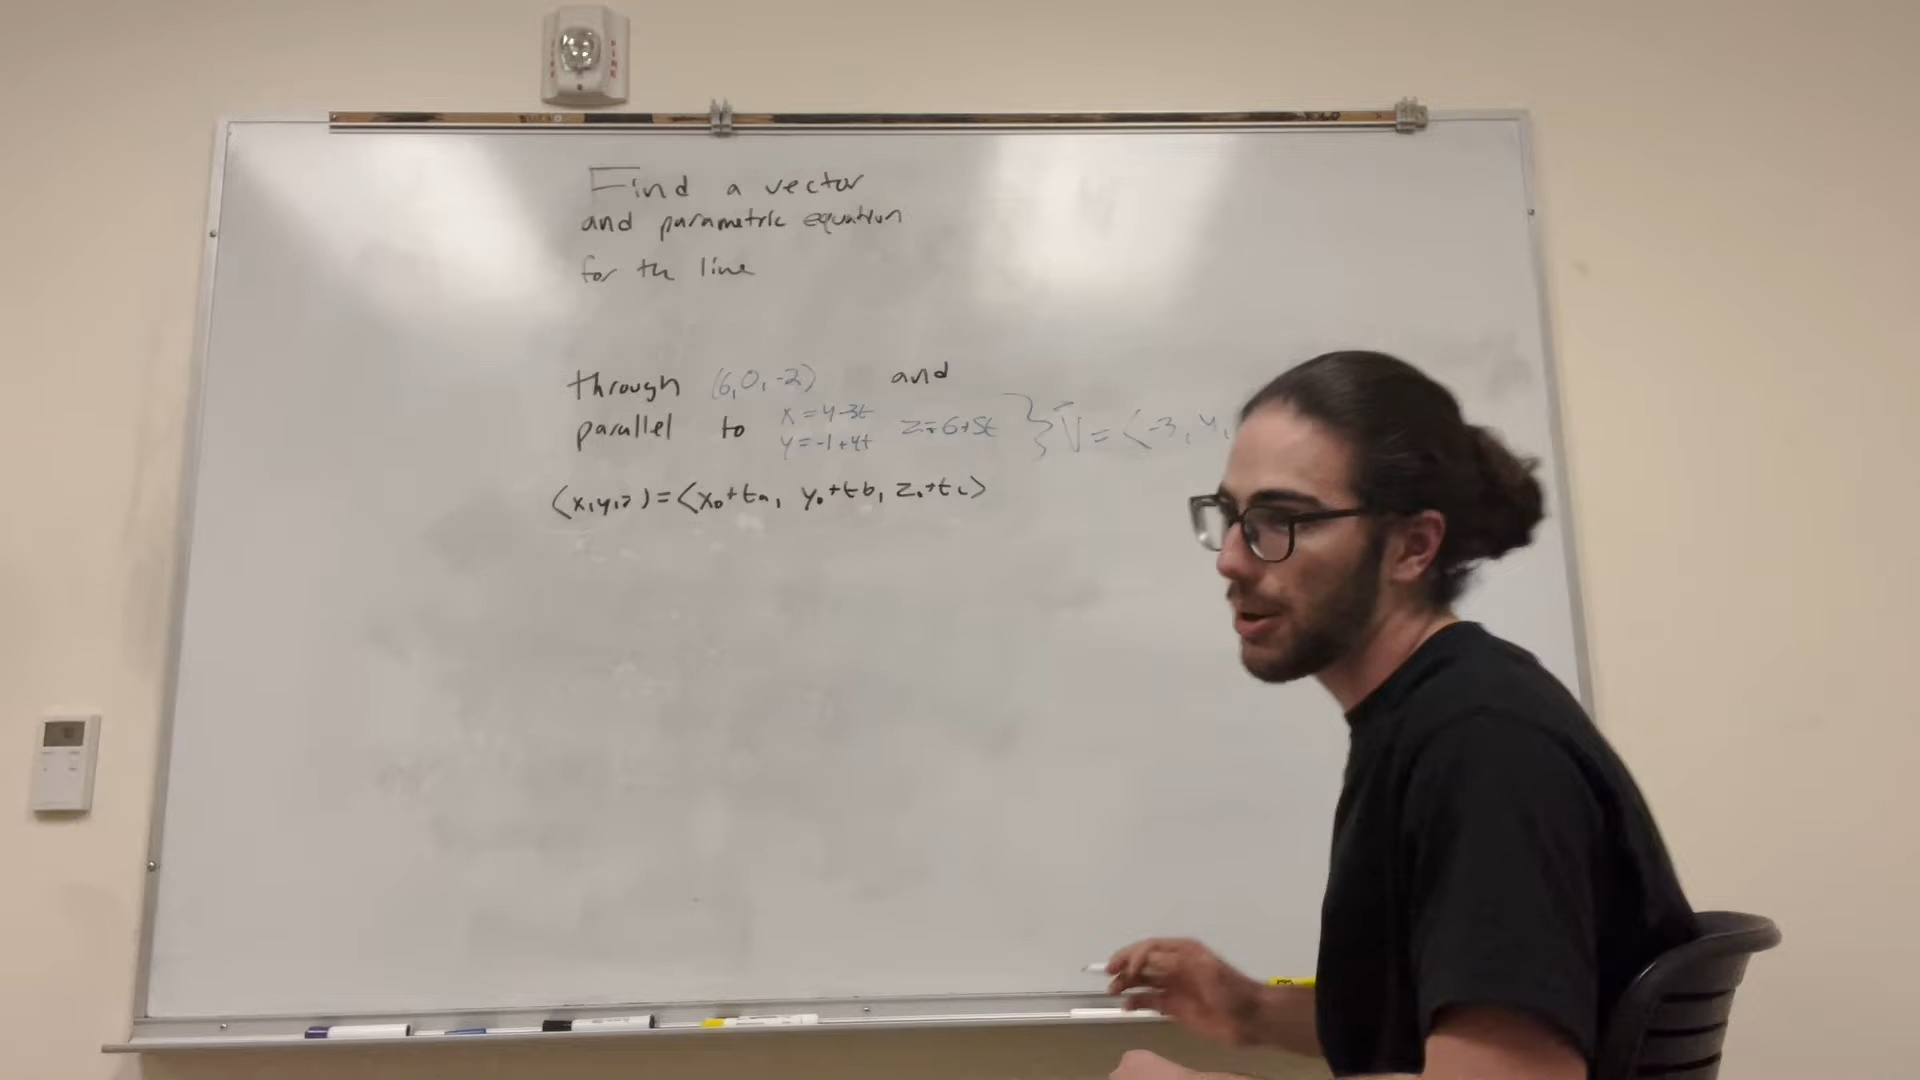 Find a vector
and parametric equation
for the line
through (6,0,-2) and
parallel to x=4-3t z=6+5t } v⃗ = <-3, 4,
y=-1+4t
<x,y,z> = <x₀+ta, y₀+tb, z₀+tc>
FIRE